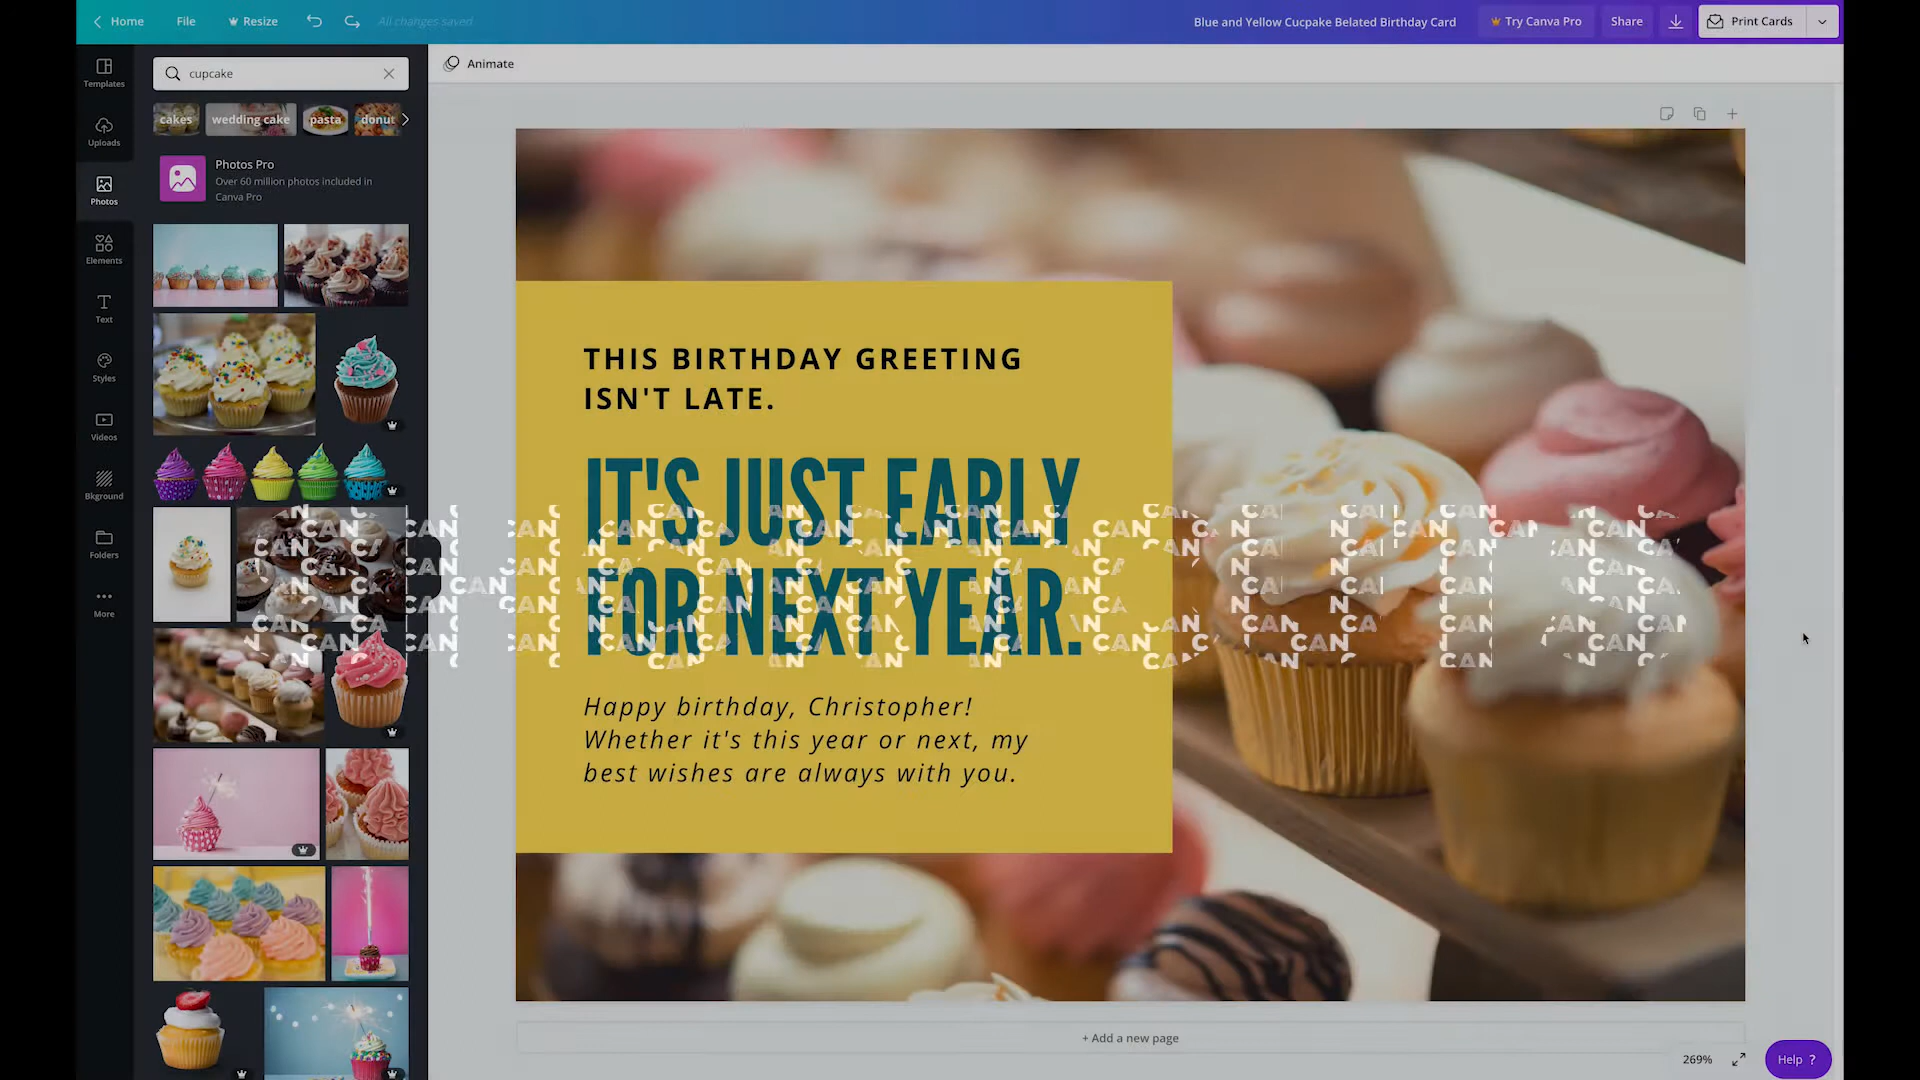 Home
File
Resize
All changes saved
Blue and Yellow Cucpake Belated Birthday Card
Try Canva Pro
Share
Print Cards
Templates
Uploads
Photos
Elements
Text
Styles
Videos
Bkground
Folders
More
cupcake
cakes
wedding cake
pasta
donut
Photos Pro
Over 60 million photos included in
Canva Pro
Animate
THIS BIRTHDAY GREETING
ISN'T LATE.
IT'S JUST EARLY
FOR NEXT YEAR.
Happy birthday, Christopher!
Whether it's this year or next, my
best wishes are always with you.
+ Add a new page
269%
Help ?